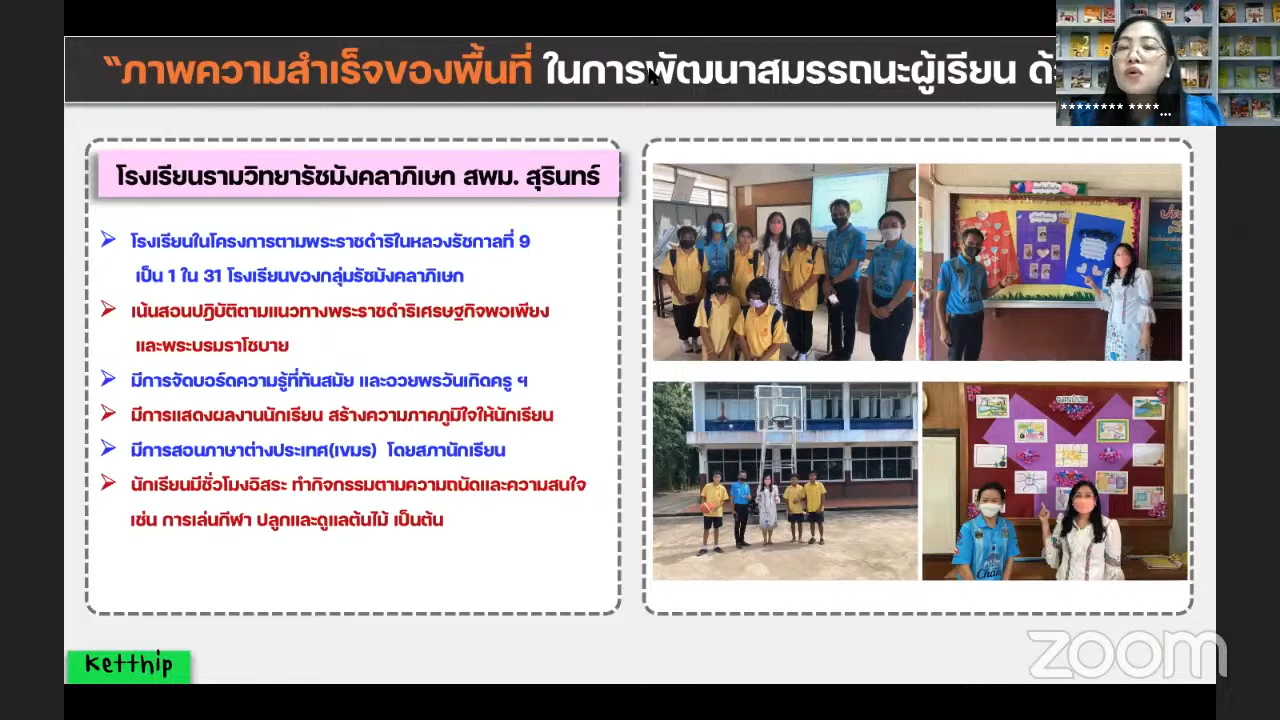 “ภาพความสำเร็จของพื้นที่ ในการพัฒนาสมรรถนะผู้เรียน
******** ****...
โรงเรียนรามวิทยารัชมังคลาภิเษก สพม. สุรินทร์
โรงเรียนในโครงการตามพระราชดำริในหลวงรัชกาลที่ 9
เป็น 1 ใน 31 โรงเรียนของกลุ่มรัชมังคลาภิเษก
เน้นสอนปฏิบัติตามแนวทางพระราชดำริเศรษฐกิจพอเพียง
และพระบรมราโชบาย
มีการจัดบอร์ดความรู้ที่ทันสมัย และอวยพรวันเกิดครู ฯ
มีการแสดงผลงานนักเรียน สร้างความภาคภูมิใจให้นักเรียน
มีการสอนภาษาต่างประเทศ(เขมร) โดยสภานักเรียน
นักเรียนมีชั่วโมงอิสระ ทำกิจกรรมตามความถนัดและความสนใจ
เช่น การเล่นกีฬา ปลูกและดูแลต้นไม้ เป็นต้น
Ketthip
zoom